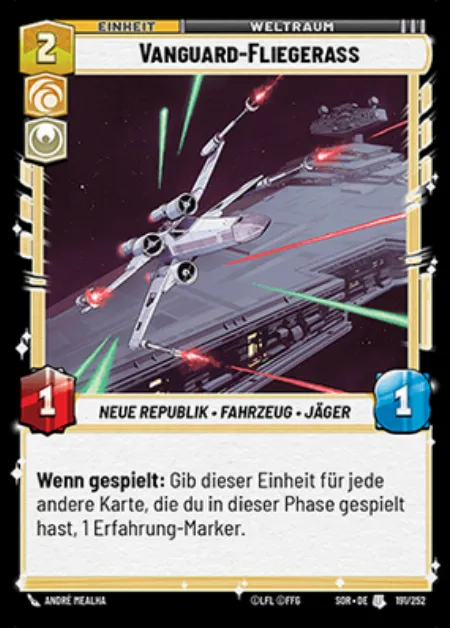 EINHEIT
WELTRAUM
2
VANGUARD-FLIEGERASS
1
NEUE REPUBLIK • FAHRZEUG • JÄGER
1
Wenn gespielt: Gib dieser Einheit für jede
andere Karte, die du in dieser Phase gespielt
hast, 1 Erfahrung-Marker.
ANDRÉ MEALHA
©LFL ©FFG
SOR • DE
U
191/252